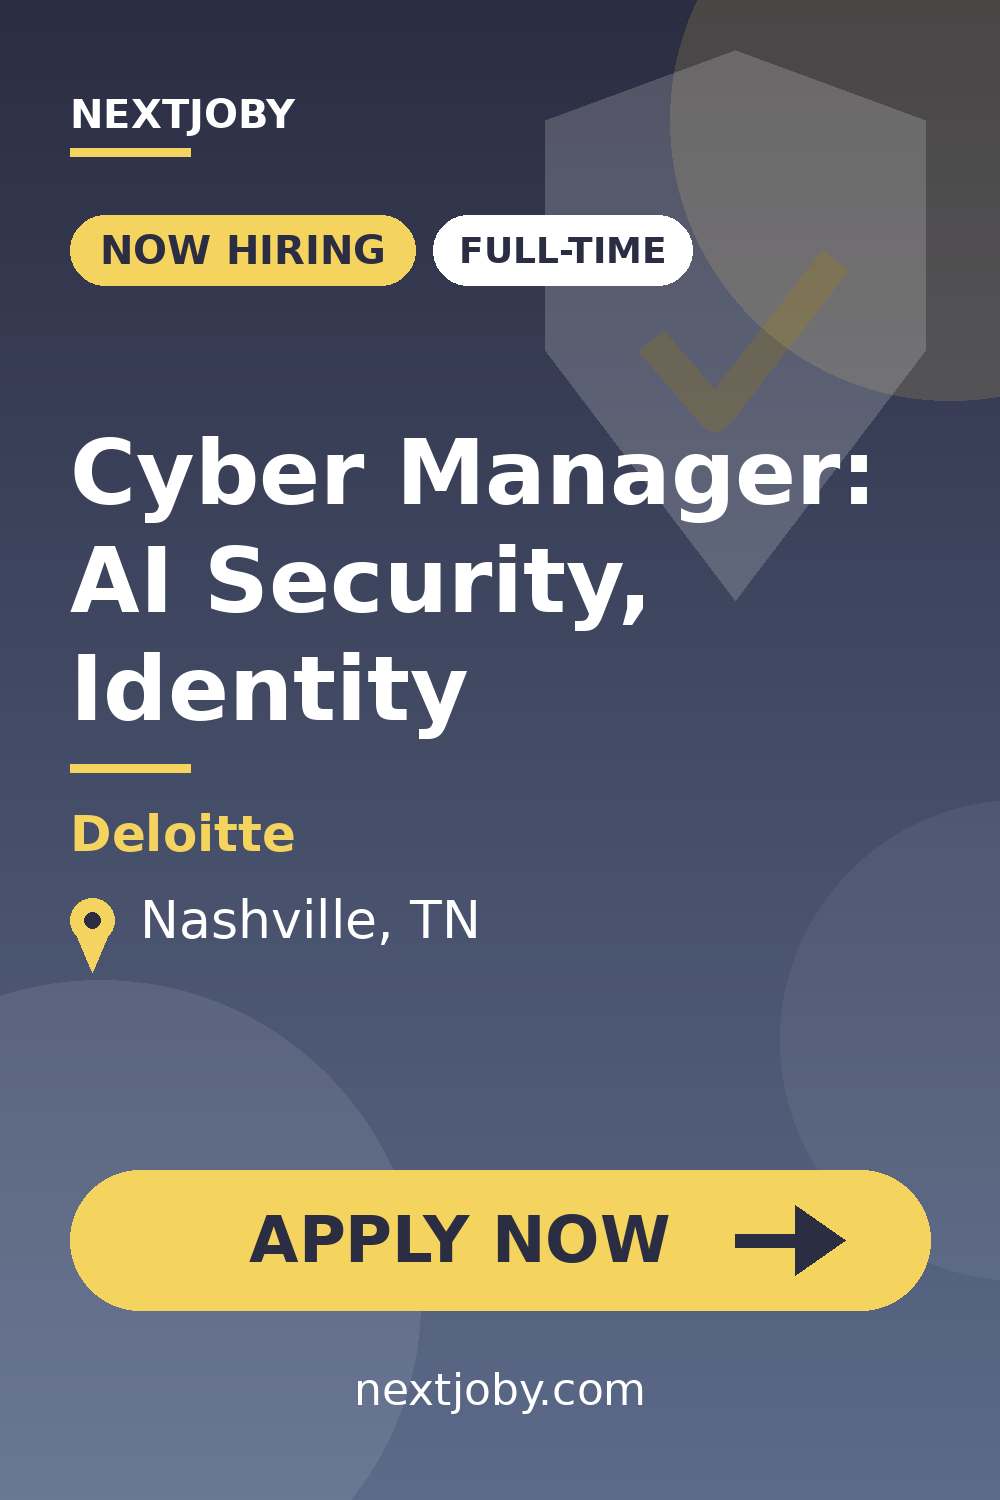 NEXTJOBY
NOW HIRING
FULL-TIME
Cyber Manager:
AI Security,
Identity
Deloitte
Nashville, TN
APPLY NOW
nextjoby.com